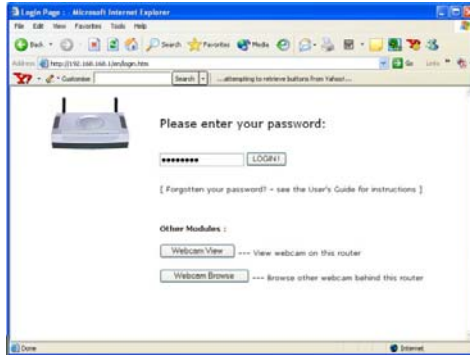 Login Page : - Microsoft Internet Explorer
File Edit View Favorites Tools Help
Back Search Favorites Media
Address http://192.168.168.1/en/login.htm Go Links
Y7 Customise Search ...attempting to retrieve buttons from Yahoo!...
Please enter your password:
•••••••• LOGIN!
[ Forgotten your password? - see the User's Guide for instructions ]
Other Modules :
Webcam View --- View webcam on this router
Webcam Browse --- Browse other webcam behind this router
Done Internet